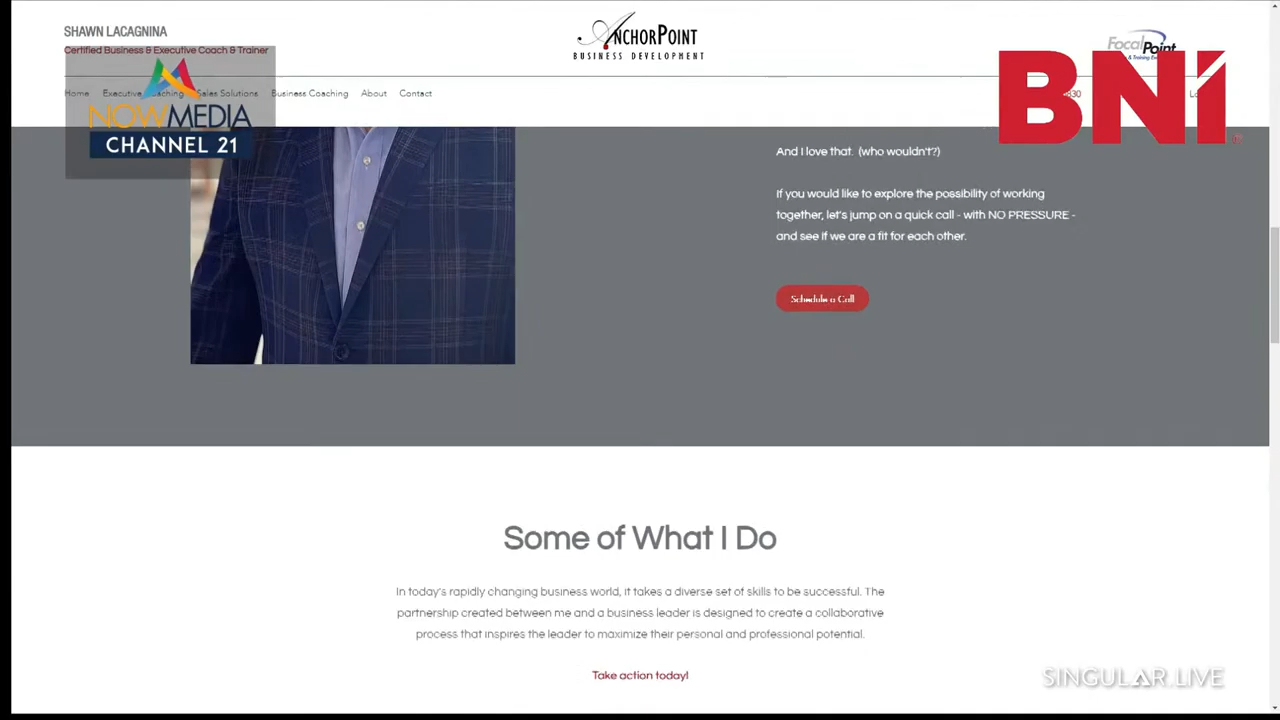 SHAWN LACAGNINA
Certified Business & Executive Coach & Trainer
ANCHORPOINT
BUSINESS DEVELOPMENT
FocalPoint
& Training
BNI
Home Executive Coaching Sales Solutions Business Coaching About Contact
NOWMEDIA
CHANNEL 21
And I love that. (who wouldn't?)
If you would like to explore the possibility of working
together, let's jump on a quick call - with NO PRESSURE -
and see if we are a fit for each other.
Schedule a Call
Some of What I Do
In today's rapidly changing business world, it takes a diverse set of skills to be successful. The
partnership created between me and a business leader is designed to create a collaborative
process that inspires the leader to maximize their personal and professional potential.
Take action today!
SINGULAR.LIVE